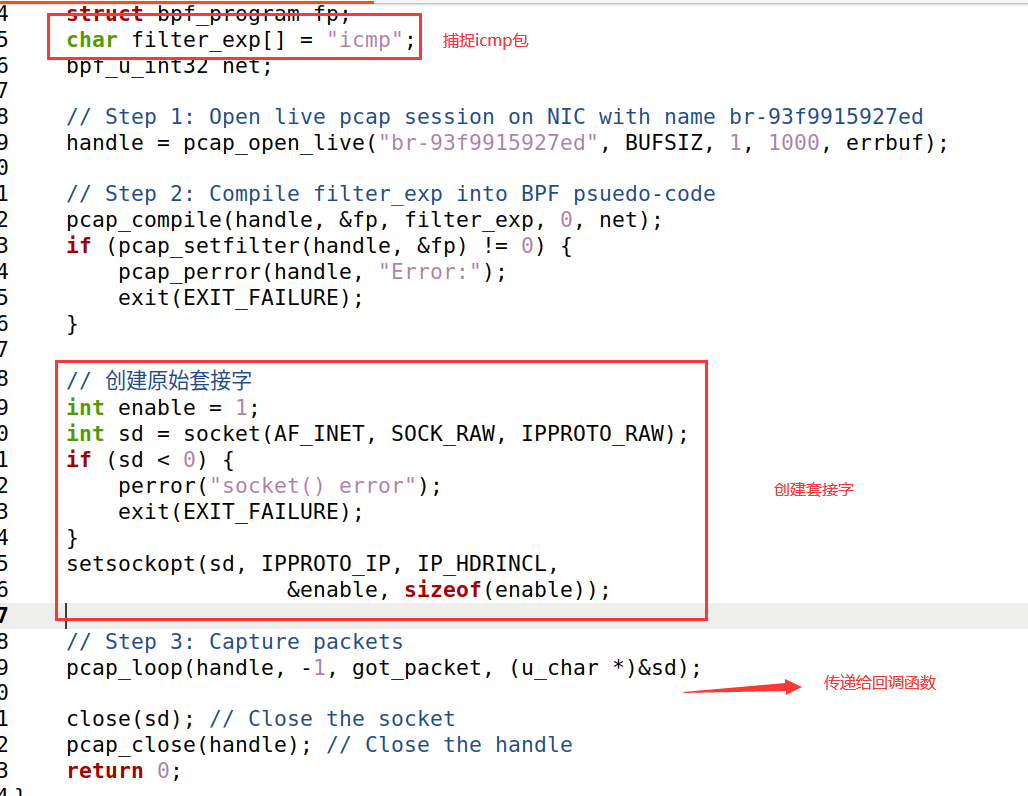 4    struct bpf_program fp;
5    char filter_exp[] = "icmp"; 捕捉icmp包
6    bpf_u_int32 net;
7
8    // Step 1: Open live pcap session on NIC with name br-93f9915927ed
9    handle = pcap_open_live("br-93f9915927ed", BUFSIZ, 1, 1000, errbuf);
0
1    // Step 2: Compile filter_exp into BPF psuedo-code
2    pcap_compile(handle, &fp, filter_exp, 0, net);
3    if (pcap_setfilter(handle, &fp) != 0) {
4        pcap_perror(handle, "Error:");
5        exit(EXIT_FAILURE);
6    }
7
8    // 创建原始套接字
9    int enable = 1;
0    int sd = socket(AF_INET, SOCK_RAW, IPPROTO_RAW);
1    if (sd < 0) {
2        perror("socket() error"); 创建套接字
3        exit(EXIT_FAILURE);
4    }
5    setsockopt(sd, IPPROTO_IP, IP_HDRINCL,
6                     &enable, sizeof(enable));
7
8    // Step 3: Capture packets
9    pcap_loop(handle, -1, got_packet, (u_char *)&sd);
0    传递给回调函数
1    close(sd); // Close the socket
2    pcap_close(handle); // Close the handle
3    return 0;
4 }